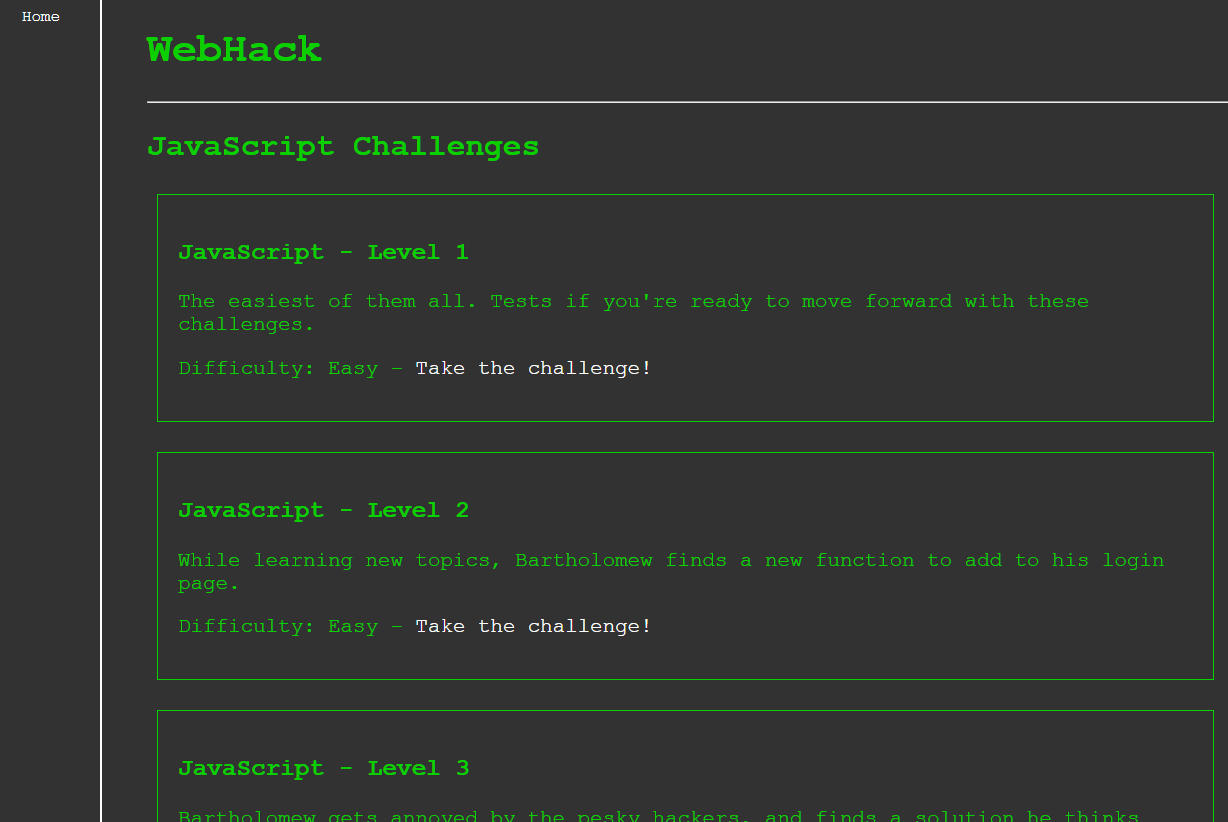 Home
WebHack
JavaScript Challenges
JavaScript - Level 1
The easiest of them all. Tests if you're ready to move forward with these
challenges.
Difficulty: Easy - Take the challenge!
JavaScript - Level 2
While learning new topics, Bartholomew finds a new function to add to his login
page.
Difficulty: Easy - Take the challenge!
JavaScript - Level 3
Bartholomew gets annoyed by the pesky hackers, and finds a solution he thinks